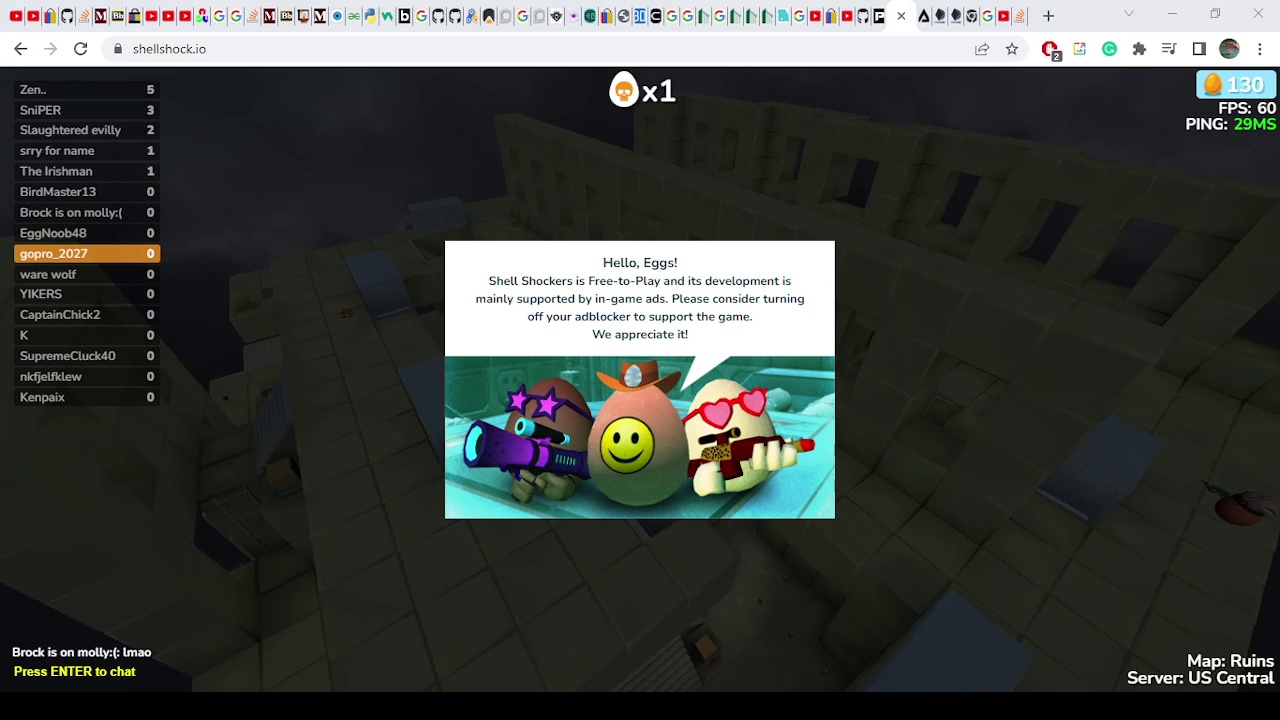 shellshock.io
2
Zen.. 5
SniPER 3
Slaughtered evilly 2
srry for name 1
The Irishman 1
BirdMaster13 0
Brock is on molly:( 0
EggNoob48 0
gopro_2027 0
ware wolf 0
YIKERS 0
CaptainChick2 0
K 0
SupremeCluck40 0
nkfjelfklew 0
Kenpaix 0
x1
130
FPS: 60
PING: 29MS
Hello, Eggs!
Shell Shockers is Free-to-Play and its development is
mainly supported by in-game ads. Please consider turning
off your adblocker to support the game.
We appreciate it!
Brock is on molly:(: lmao
Press ENTER to chat
Map: Ruins
Server: US Central